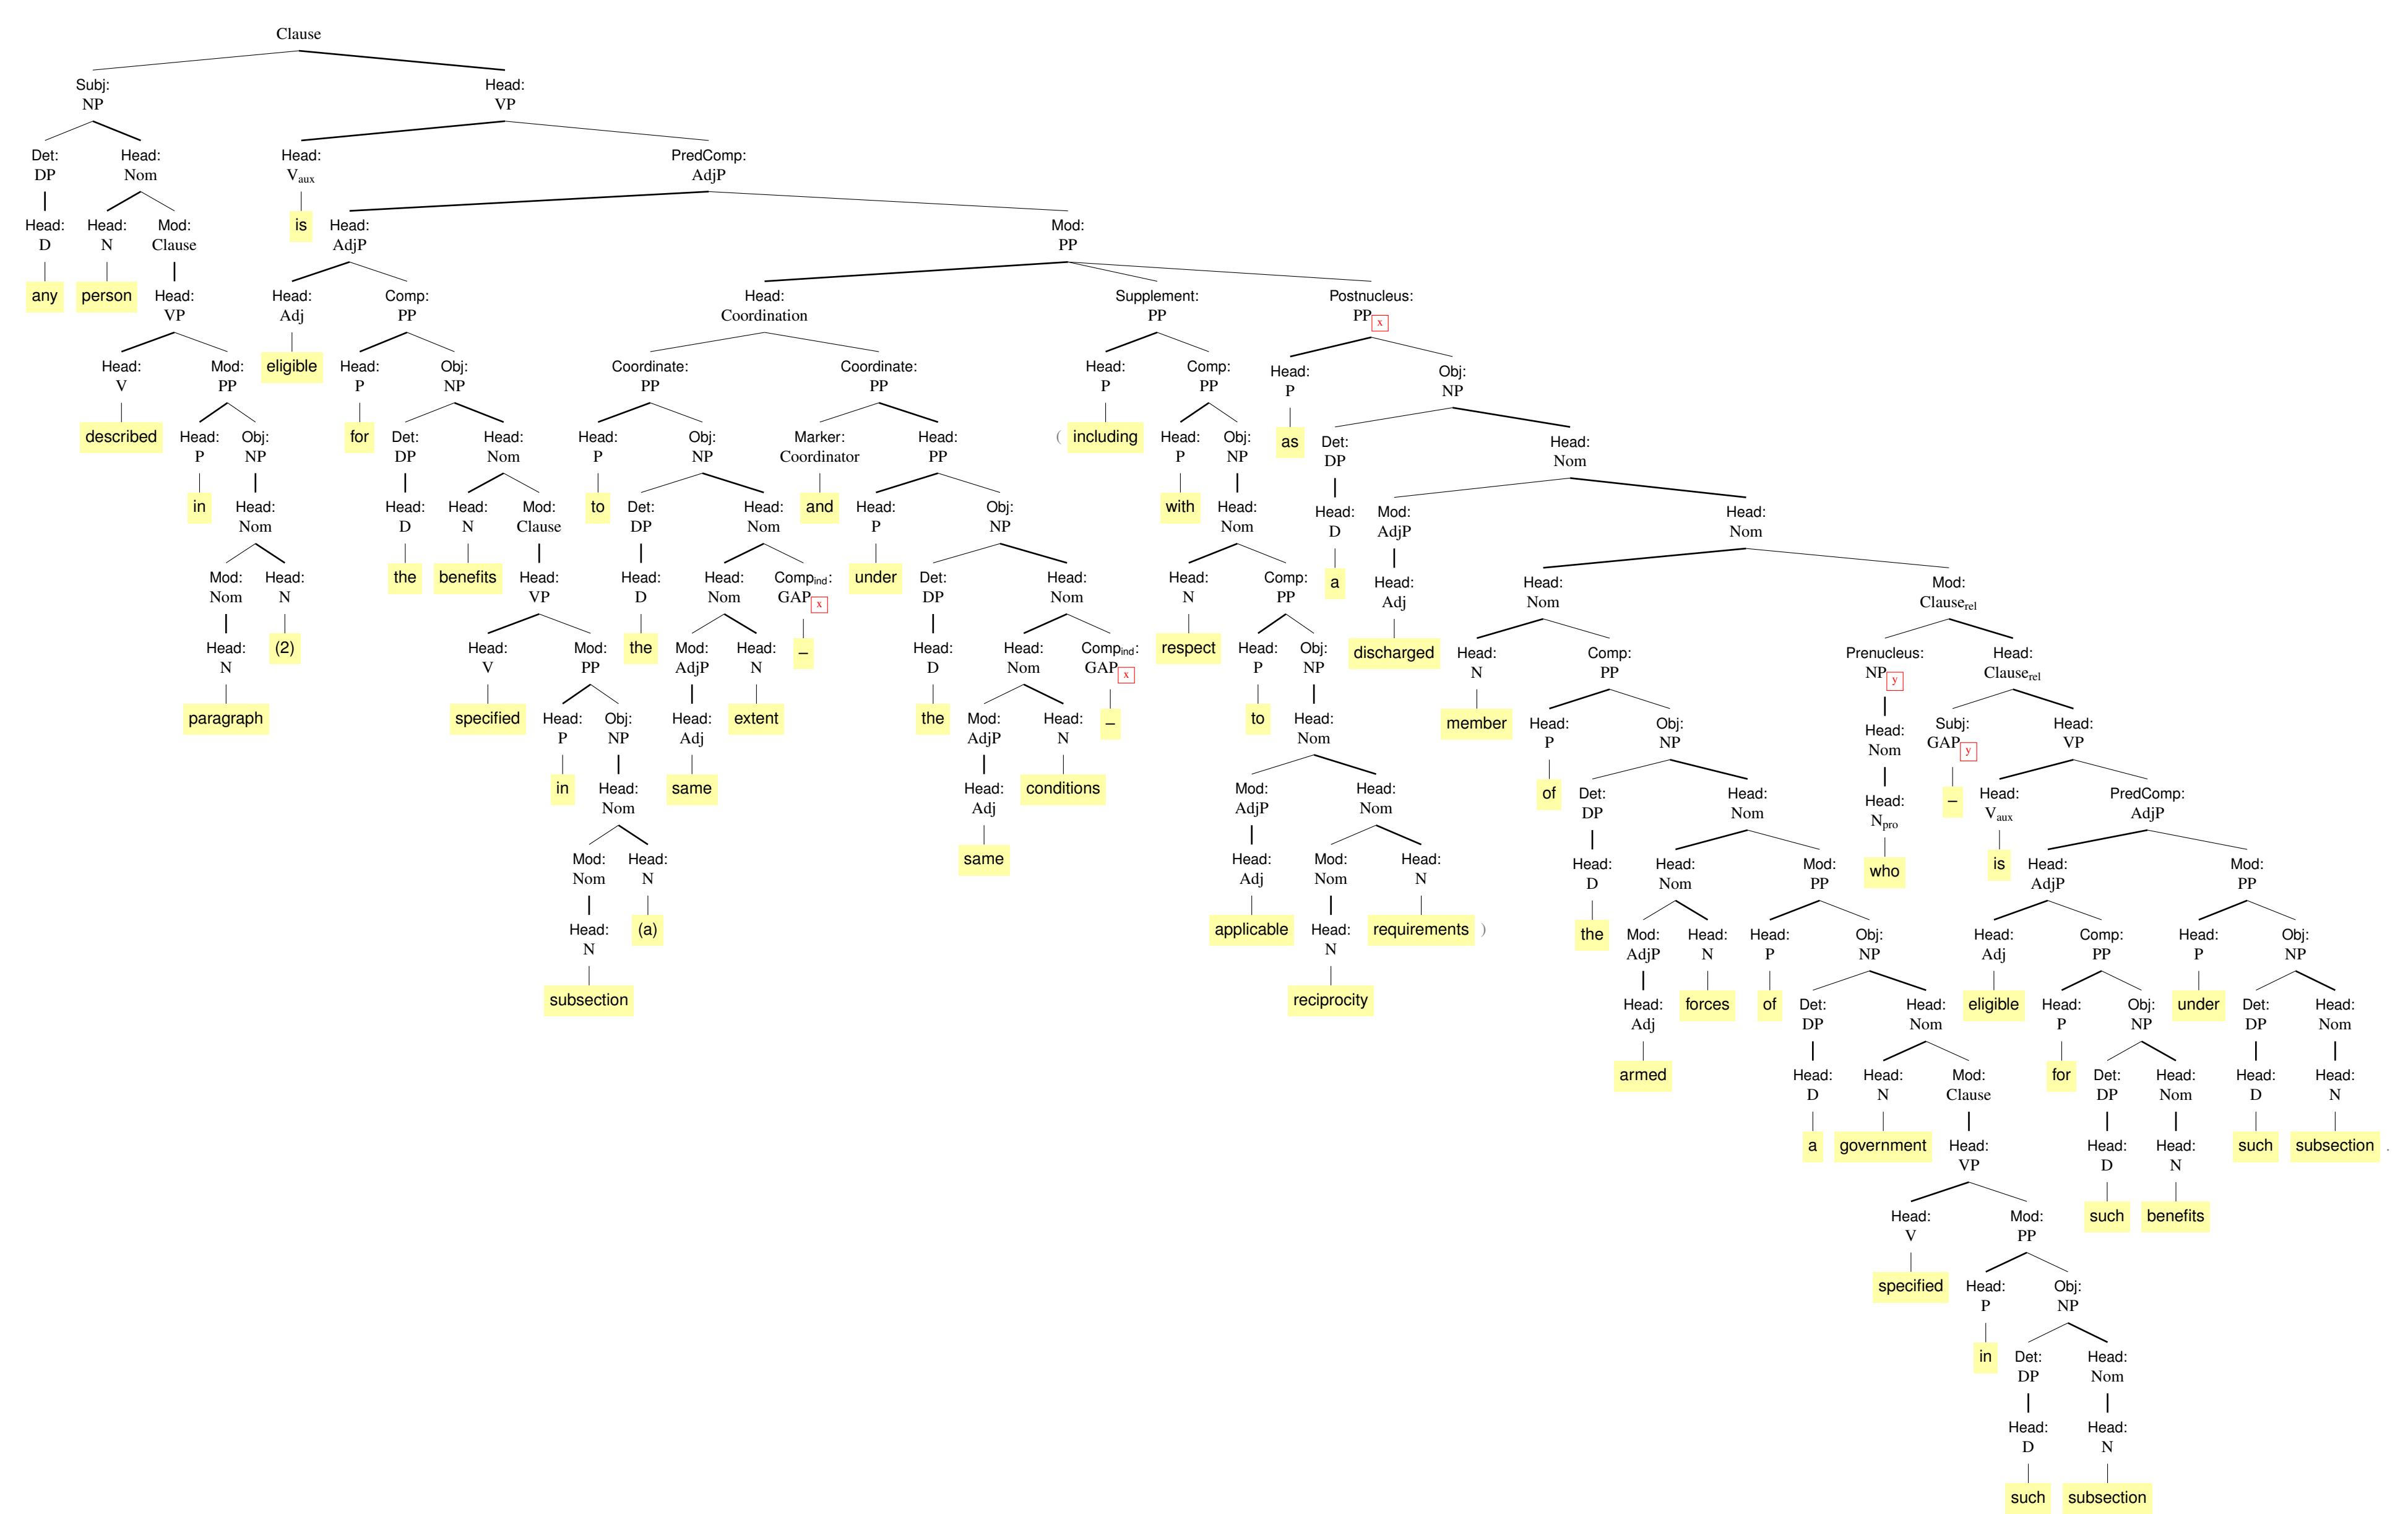 Clause
Subj: Head:
NP VP
Det: Head: Head: PredComp:
DP Nom Vaux AdjP
Head: Head: Mod: is Head: Mod:
D N Clause AdjP PP
any person Head: Head: Comp: Head: Supplement: Postnucleus:
VP Adj PP Coordination PP PP x
Head: Mod: eligible Head: Obj: Coordinate: Coordinate: Head: Comp: Head: Obj:
V PP P NP PP PP P PP P NP
described Head: Obj: for Det: Head: Head: Obj: Marker: Head: ( including Head: Obj: as Det: Head:
P NP DP Nom P NP Coordinator PP P NP DP Nom
in Head: Head: Head: Mod: to Det: Head: and Head: Obj: with Head: Head: Mod: Head:
Nom D N Clause DP Nom P NP Nom D AdjP Nom
Mod: Head: the benefits Head: Head: Head: Compind: under Det: Head: Head: Comp: a Head: Head: Mod:
Nom N VP D Nom GAP x DP Nom N PP Adj Nom Clauserel
Head: (2) Head: Mod: the Mod: Head: – Head: Head: Compind: respect Head: Obj: discharged Head: Comp: Prenucleus: Head:
N V PP AdjP N D Nom GAP x P NP N PP NP y Clauserel
paragraph specified Head: Obj: Head: extent the Mod: Head: – to Head: member Head: Obj: Head: Subj: Head:
P NP Adj AdjP N Nom P NP Nom GAP y VP
in Head: same Head: conditions Mod: Head: of Det: Head: Head: – Head: PredComp:
Nom Adj AdjP Nom DP Nom Npro Vaux AdjP
Mod: Head: same Head: Mod: Head: Head: Head: Mod: who is Head: Mod:
Nom N Adj Nom N D Nom PP AdjP PP
Head: (a) applicable Head: requirements ) the Mod: Head: Head: Obj: Head: Comp: Head: Obj:
N N AdjP N P NP Adj PP P NP
subsection reciprocity Head: forces of Det: Head: eligible Head: Obj: under Det: Head:
Adj DP Nom P NP DP Nom
armed Head: Head: Mod: for Det: Head: Head: Head:
D N Clause DP Nom D N
a government Head: Head: Head: such subsection .
VP D N
Head: Mod: such benefits
V PP
specified Head: Obj:
P NP
in Det: Head:
DP Nom
Head: Head:
D N
such subsection